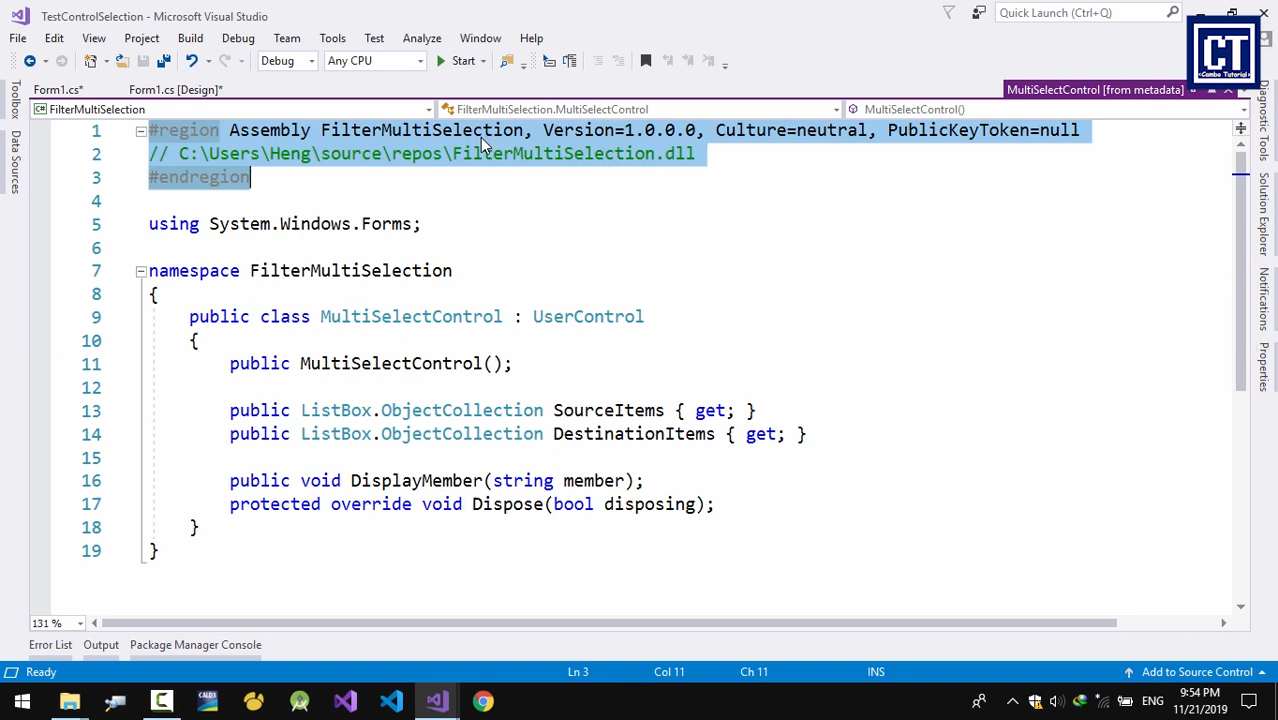 TestControlSelection - Microsoft Visual Studio
Quick Launch (Ctrl+Q)
CT
<Combo Tutorial>
File Edit View Project Build Debug Team Tools Test Analyze Window Help
Debug Any CPU Start
Form1.cs* Form1.cs [Design]* MultiSelectControl [from metadata]
FilterMultiSelection FilterMultiSelection.MultiSelectControl MultiSelectControl()
Toolbox
Data Sources
Diagnostic Tools
Solution Explorer
Notifications
Properties
1 #region Assembly FilterMultiSelection, Version=1.0.0.0, Culture=neutral, PublicKeyToken=null
2 // C:\Users\Heng\source\repos\FilterMultiSelection.dll
3 #endregion
4
5 using System.Windows.Forms;
6
7 namespace FilterMultiSelection
8 {
9 public class MultiSelectControl : UserControl
10 {
11 public MultiSelectControl();
12
13 public ListBox.ObjectCollection SourceItems { get; }
14 public ListBox.ObjectCollection DestinationItems { get; }
15
16 public void DisplayMember(string member);
17 protected override void Dispose(bool disposing);
18 }
19 }
131 %
Error List Output Package Manager Console
Ready Ln 3 Col 11 Ch 11 INS Add to Source Control
CALD3
ENG
9:54 PM
11/21/2019